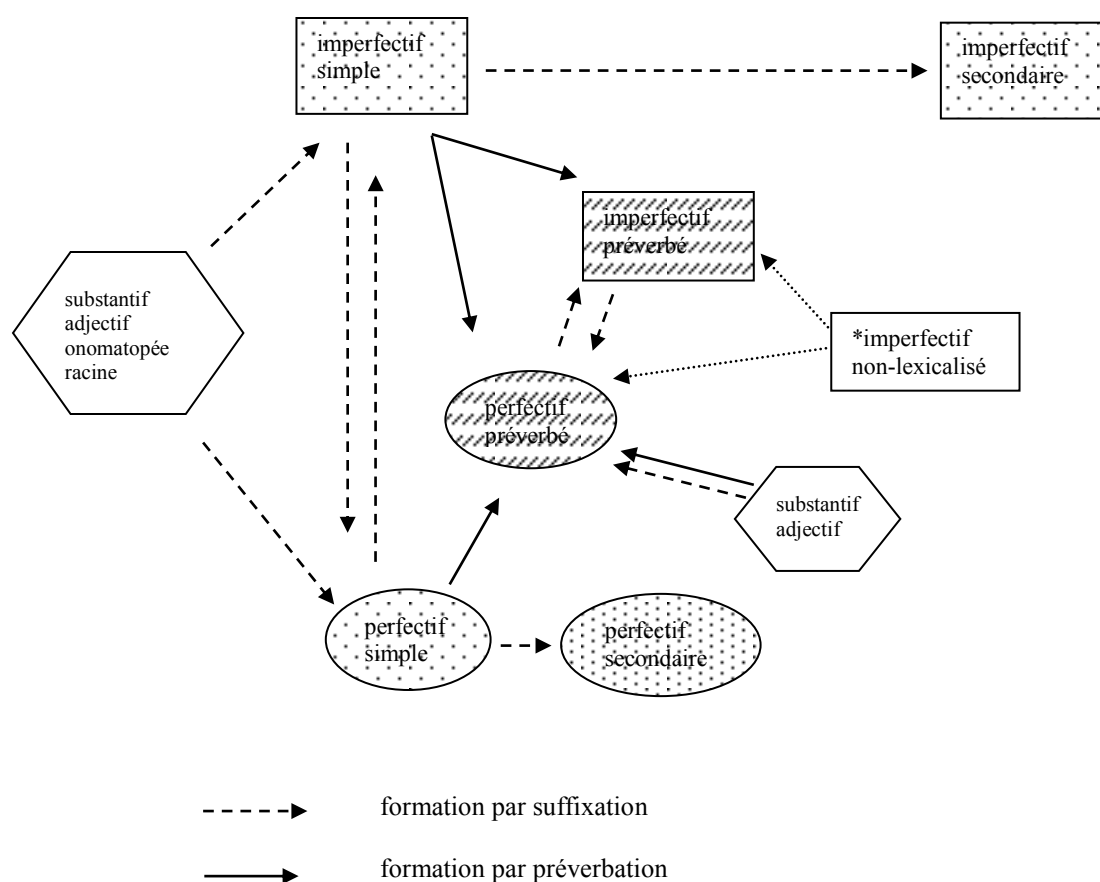 imperfectif
simple
imperfectif
secondaire
imperfectif
préverbé
substantif
adjectif
onomatopée
racine
*imperfectif
non-lexicalisé
perfectif
préverbé
substantif
adjectif
perfectif
simple
perfectif
secondaire
formation par suffixation
formation par préverbation